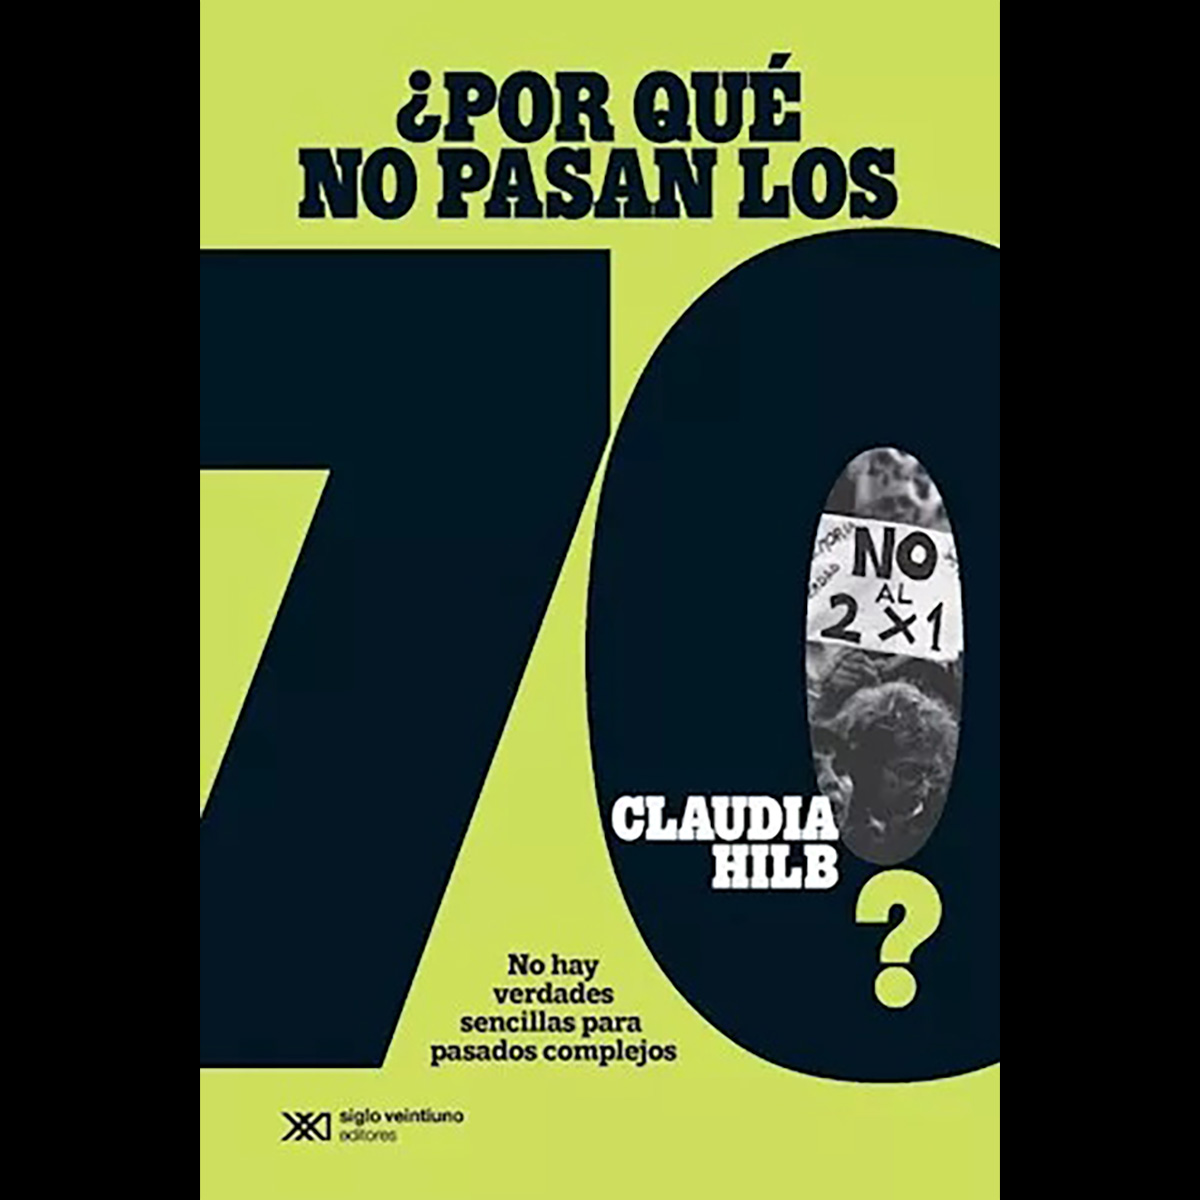 ¿POR QUÉ
NO PASAN LOS
70
NO
AL
2x1
CLAUDIA
HILB
?
No hay
verdades
sencillas para
pasados complejos
siglo veintiuno
editores